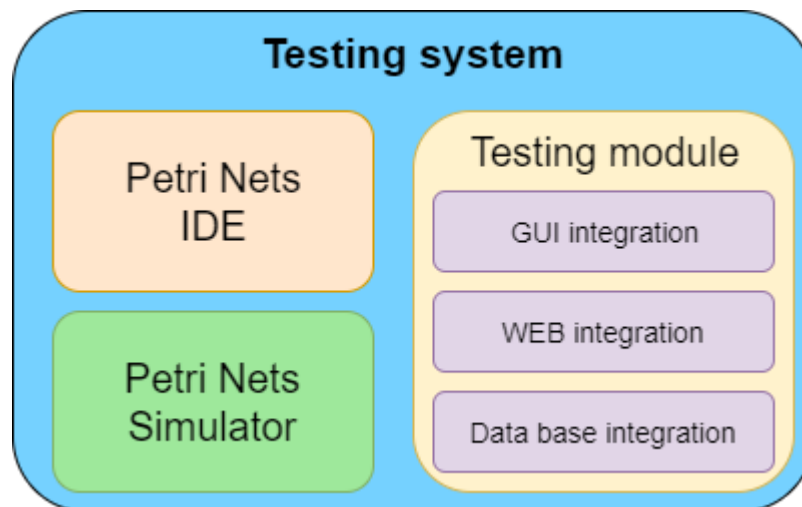 Testing system
Petri Nets
IDE
Petri Nets
Simulator
Testing module
GUI integration
WEB integration
Data base integration